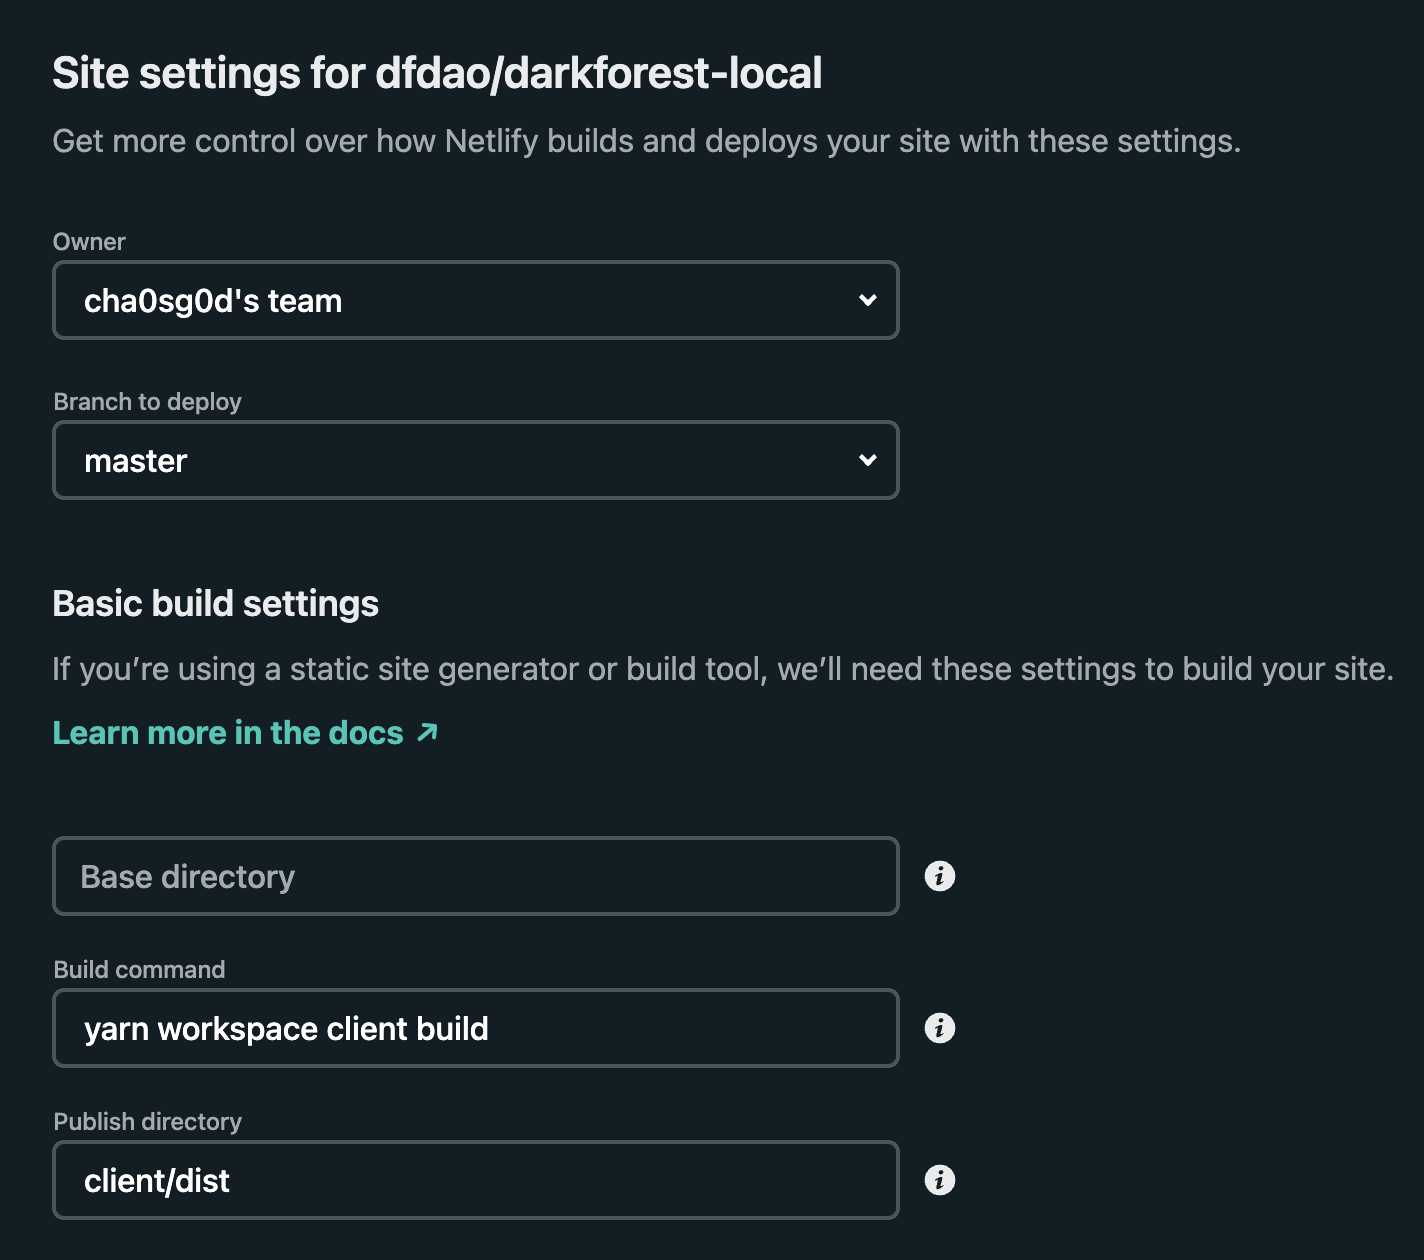 Site settings for dfdao/darkforest-local
Get more control over how Netlify builds and deploys your site with these settings.
Owner
cha0sg0d's team
Branch to deploy
master
Basic build settings
If you’re using a static site generator or build tool, we’ll need these settings to build your site.
Learn more in the docs ↗
Base directory
i
Build command
yarn workspace client build
i
Publish directory
client/dist
i